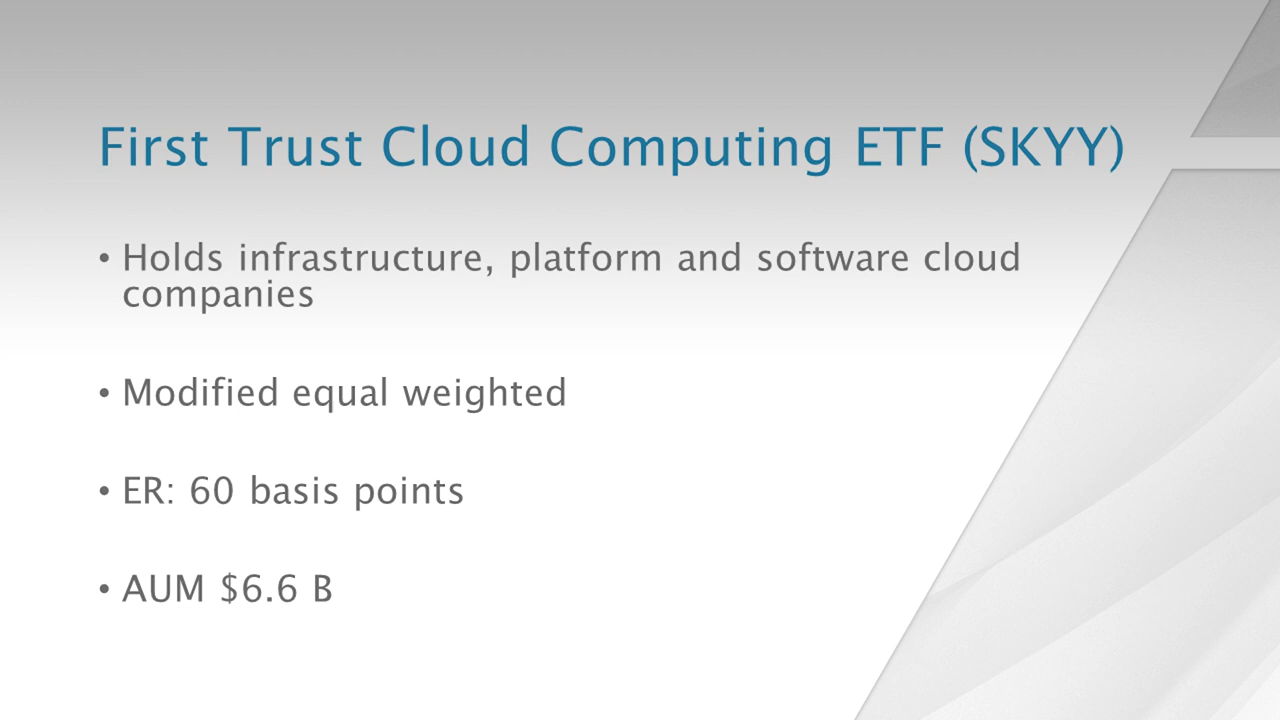 First Trust Cloud Computing ETF (SKYY)
• Holds infrastructure, platform and software cloud
companies
• Modified equal weighted
• ER: 60 basis points
• AUM $6.6 B